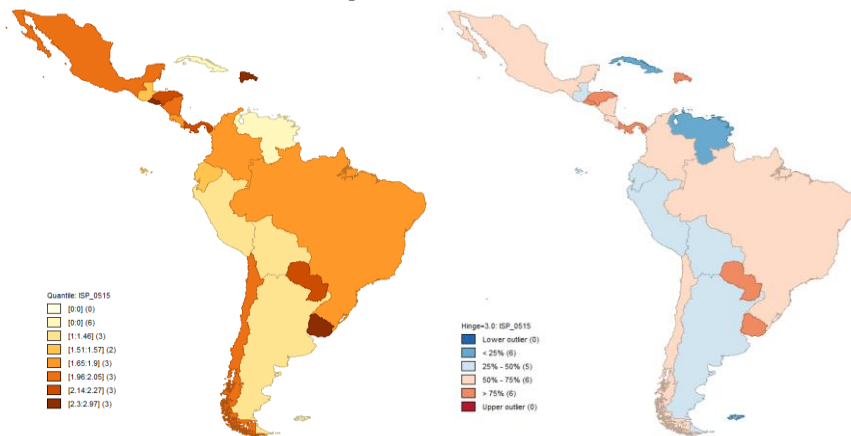 Quantile: ISP_0515
[0:0] (0)
[0:0] (6)
[1:1.46] (3)
[1.51:1.57] (2)
[1.65:1.9] (3)
[1.96:2.05] (3)
[2.14:2.27] (3)
[2.3:2.97] (3)
Hinge=3.0: ISP_0515
Lower outlier (0)
< 25% (6)
25% - 50% (5)
50% - 75% (6)
> 75% (6)
Upper outlier (0)